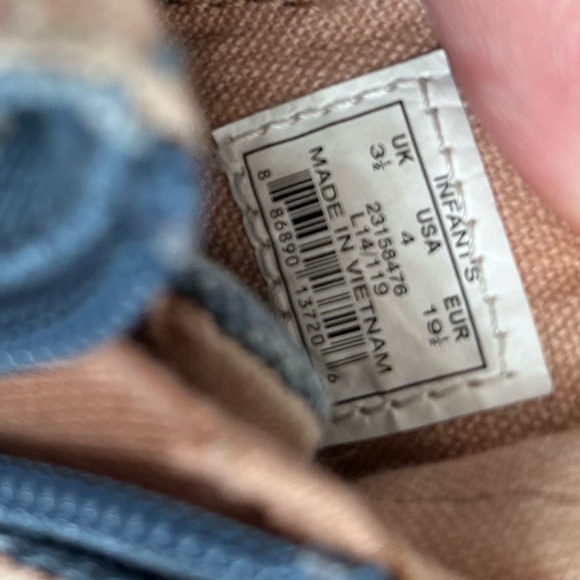 INFANT'S
UK USA EUR
3½ 4 19½
23158476
L14/119
MADE IN VIETNAM
8 86890 13720 6